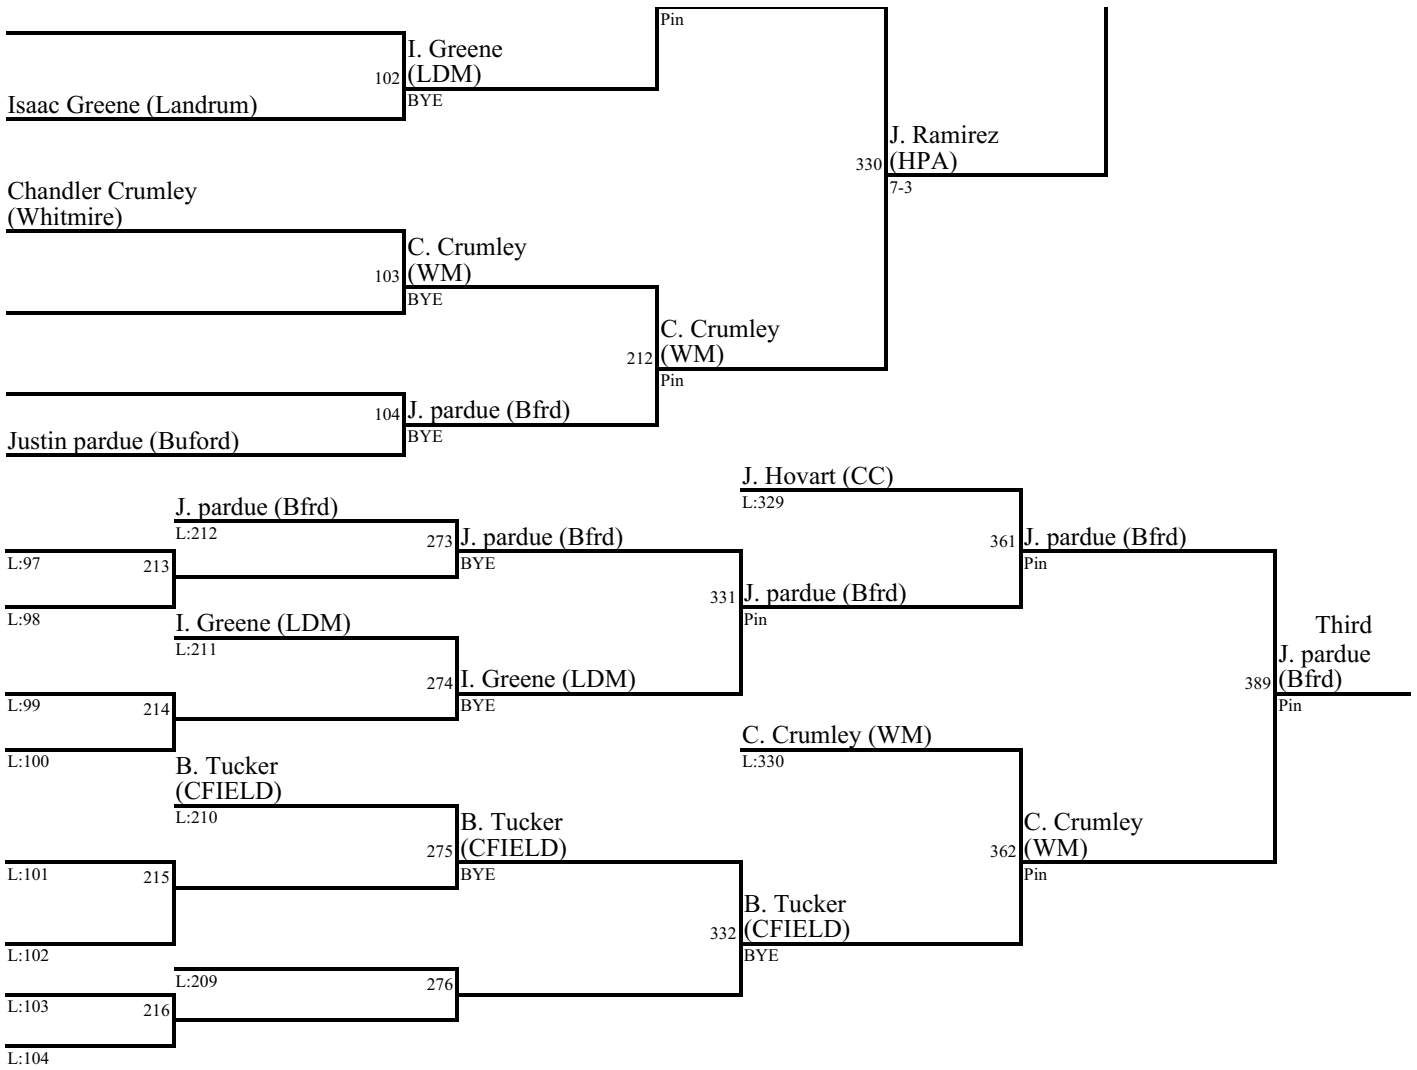 Pin
I. Greene
102 (LDM)
BYE
Isaac Greene (Landrum)
J. Ramirez
330 (HPA)
7-3
Chandler Crumley
(Whitmire)
C. Crumley
103 (WM)
BYE
C. Crumley
212 (WM)
Pin
104 J. pardue (Bfrd)
BYE
Justin pardue (Buford)
J. Hovart (CC)
L:329
J. pardue (Bfrd)
L:212
273 J. pardue (Bfrd)
BYE
361 J. pardue (Bfrd)
Pin
L:97
213
L:98
331 J. pardue (Bfrd)
Pin
I. Greene (LDM)
L:211
274 I. Greene (LDM)
BYE
Third
J. pardue
389 (Bfrd)
Pin
L:99
214
L:100
C. Crumley (WM)
L:330
B. Tucker
(CFIELD)
L:210
B. Tucker
275 (CFIELD)
BYE
C. Crumley
362 (WM)
Pin
L:101
215
L:102
B. Tucker
332 (CFIELD)
BYE
L:209
276
L:103
216
L:104